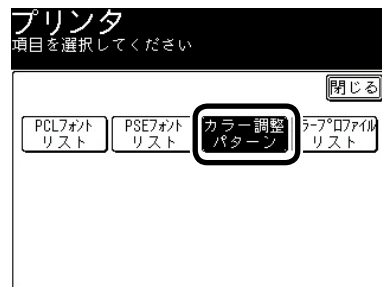 プリンタ
項目を選択してください
閉じる
PCLフォント
リスト
PSEフォント
リスト
カラー調整
パターン
ラープロファイル
リスト